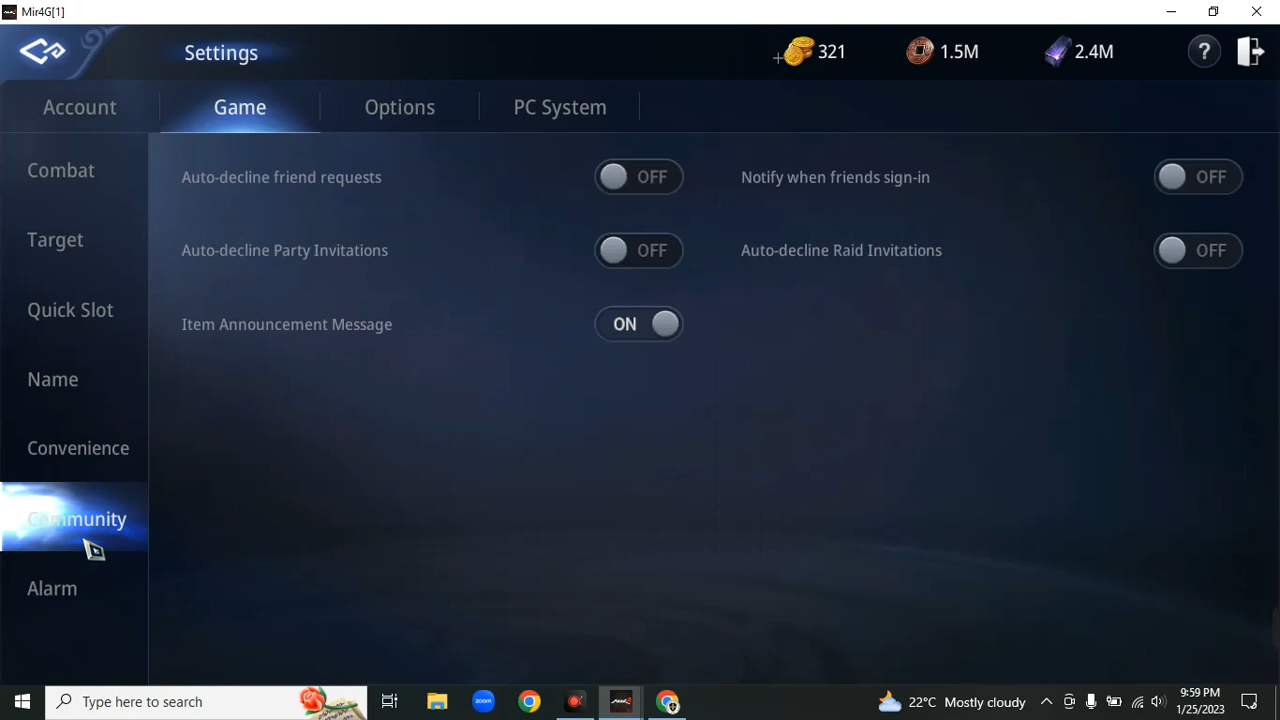 Mir4G[1]
Settings
321 1.5M 2.4M ?
Account Game Options PC System
Combat
Target
Quick Slot
Name
Convenience
Community
Alarm
Auto-decline friend requests OFF Notify when friends sign-in OFF
Auto-decline Party Invitations OFF Auto-decline Raid Invitations OFF
Item Announcement Message ON
Type here to search zoom 22°C Mostly cloudy 9:59 PM
1/25/2023